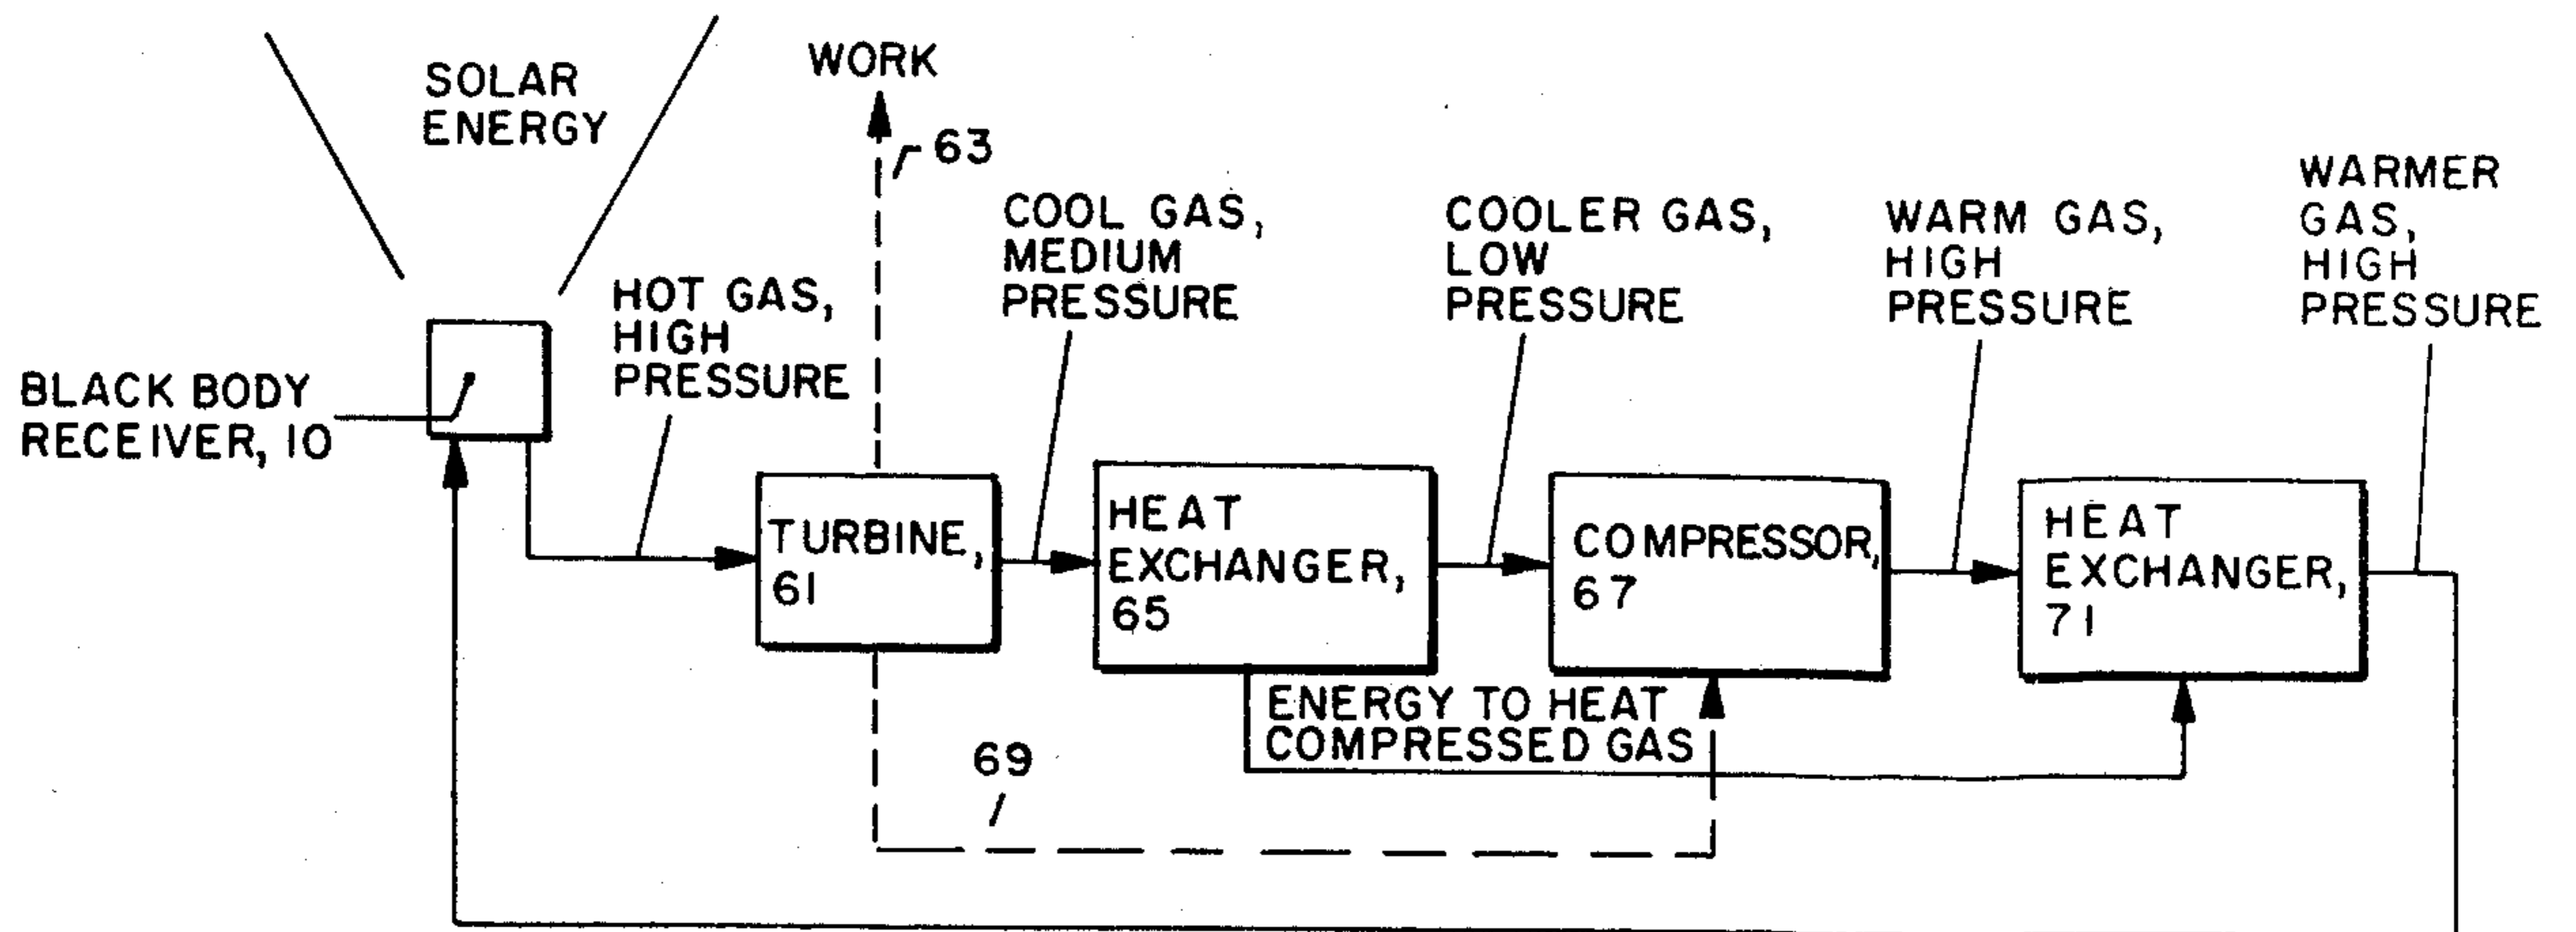 SOLAR
ENERGY
WORK
63
COOL GAS,
MEDIUM
PRESSURE
COOLER GAS,
LOW
PRESSURE
WARM GAS,
HIGH
PRESSURE
WARMER
GAS,
HIGH
PRESSURE
HOT GAS,
HIGH
PRESSURE
BLACK BODY
RECEIVER, 10
TURBINE,
61
HEAT
EXCHANGER,
65
COMPRESSOR,
67
HEAT
EXCHANGER,
71
ENERGY TO HEAT
COMPRESSED GAS
69